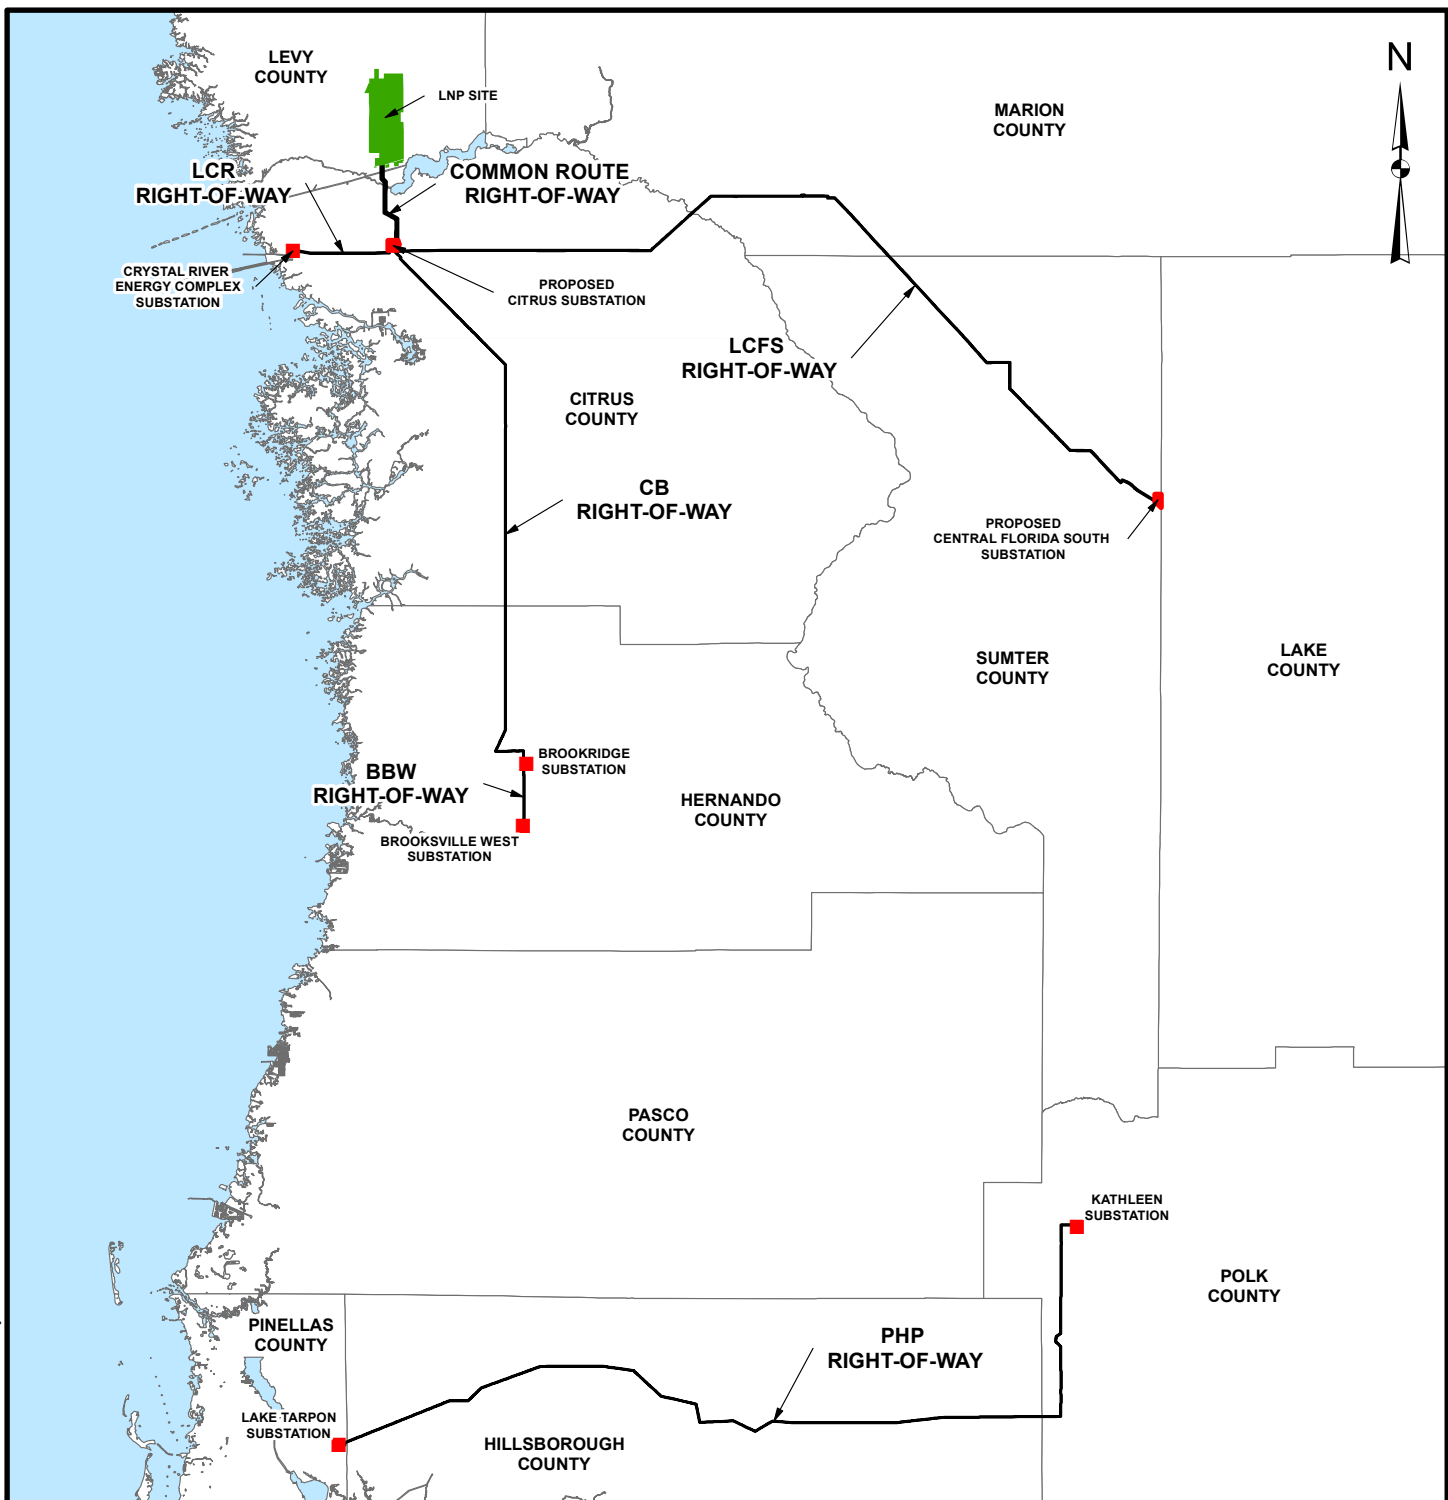 LEVY
COUNTY
N
LNP SITE
MARION
COUNTY
LCR
RIGHT-OF-WAY
COMMON ROUTE
RIGHT-OF-WAY
CRYSTAL RIVER
ENERGY COMPLEX
SUBSTATION
PROPOSED
CITRUS SUBSTATION
LCFS
RIGHT-OF-WAY
CITRUS
COUNTY
CB
RIGHT-OF-WAY
PROPOSED
CENTRAL FLORIDA SOUTH
SUBSTATION
SUMTER
COUNTY
LAKE
COUNTY
BROOKRIDGE
SUBSTATION
BBW
RIGHT-OF-WAY
HERNANDO
COUNTY
BROOKSVILLE WEST
SUBSTATION
PASCO
COUNTY
KATHLEEN
SUBSTATION
POLK
COUNTY
PINELLAS
COUNTY
PHP
RIGHT-OF-WAY
LAKE TARPON
SUBSTATION
HILLSBOROUGH
COUNTY